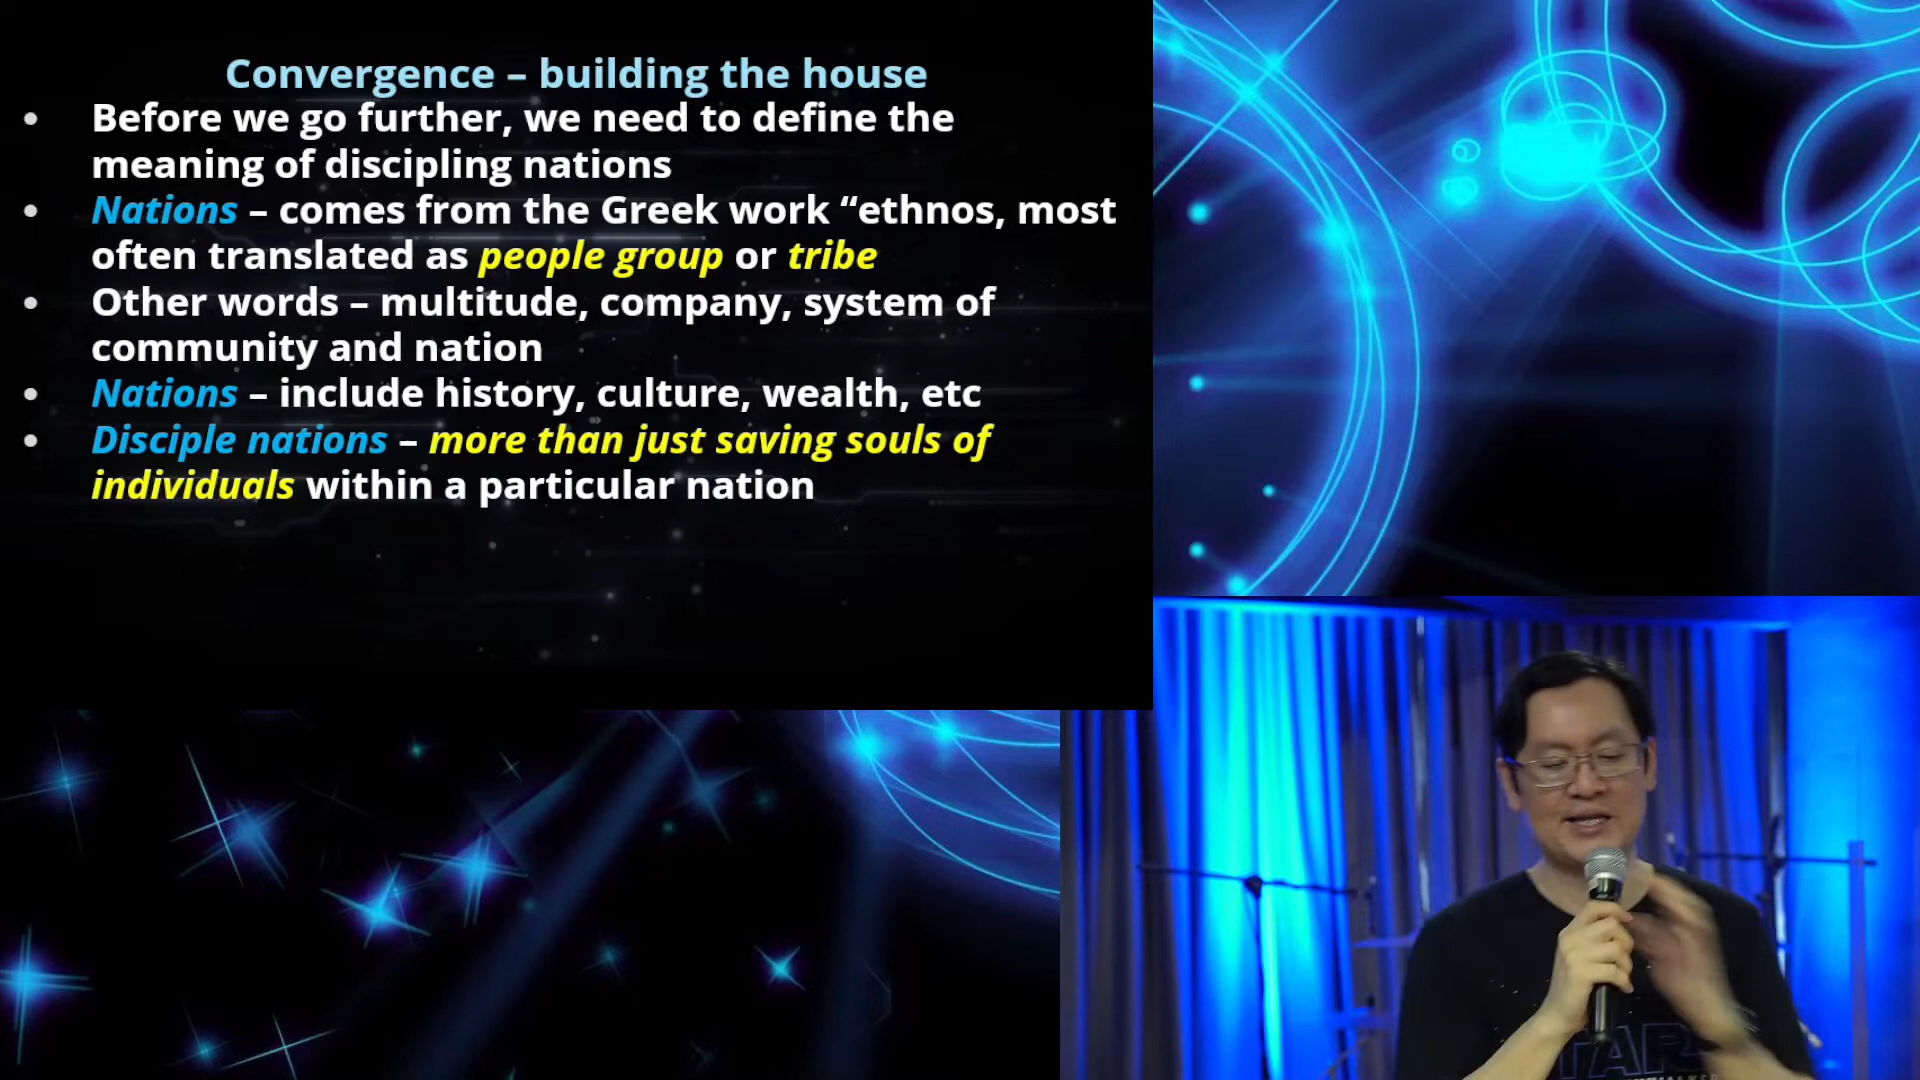 Convergence – building the house
• Before we go further, we need to define the
meaning of discipling nations
• Nations – comes from the Greek work “ethnos, most
often translated as people group or tribe
• Other words – multitude, company, system of
community and nation
• Nations – include history, culture, wealth, etc
• Disciple nations – more than just saving souls of
individuals within a particular nation
TAR